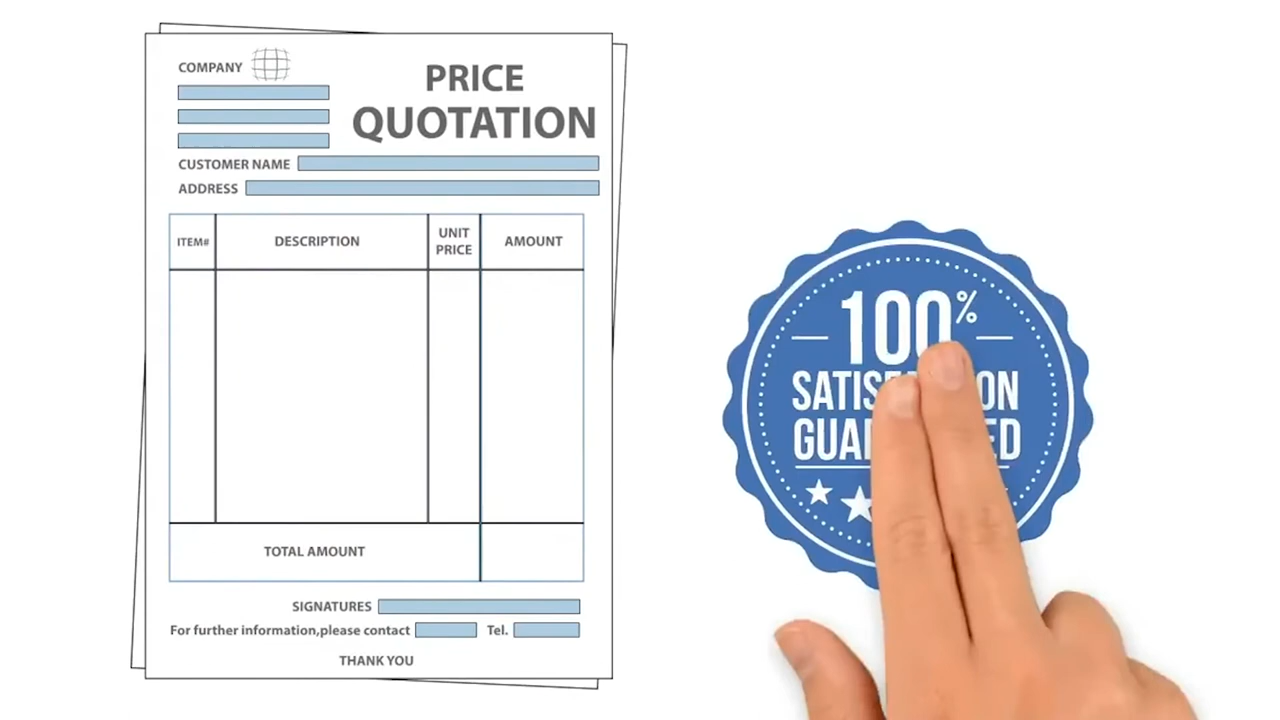 COMPANY
PRICE
QUOTATION
CUSTOMER NAME
ADDRESS
ITEM#
DESCRIPTION
UNIT
PRICE
AMOUNT
TOTAL AMOUNT
SIGNATURES
For further information,please contact
Tel.
THANK YOU
100%